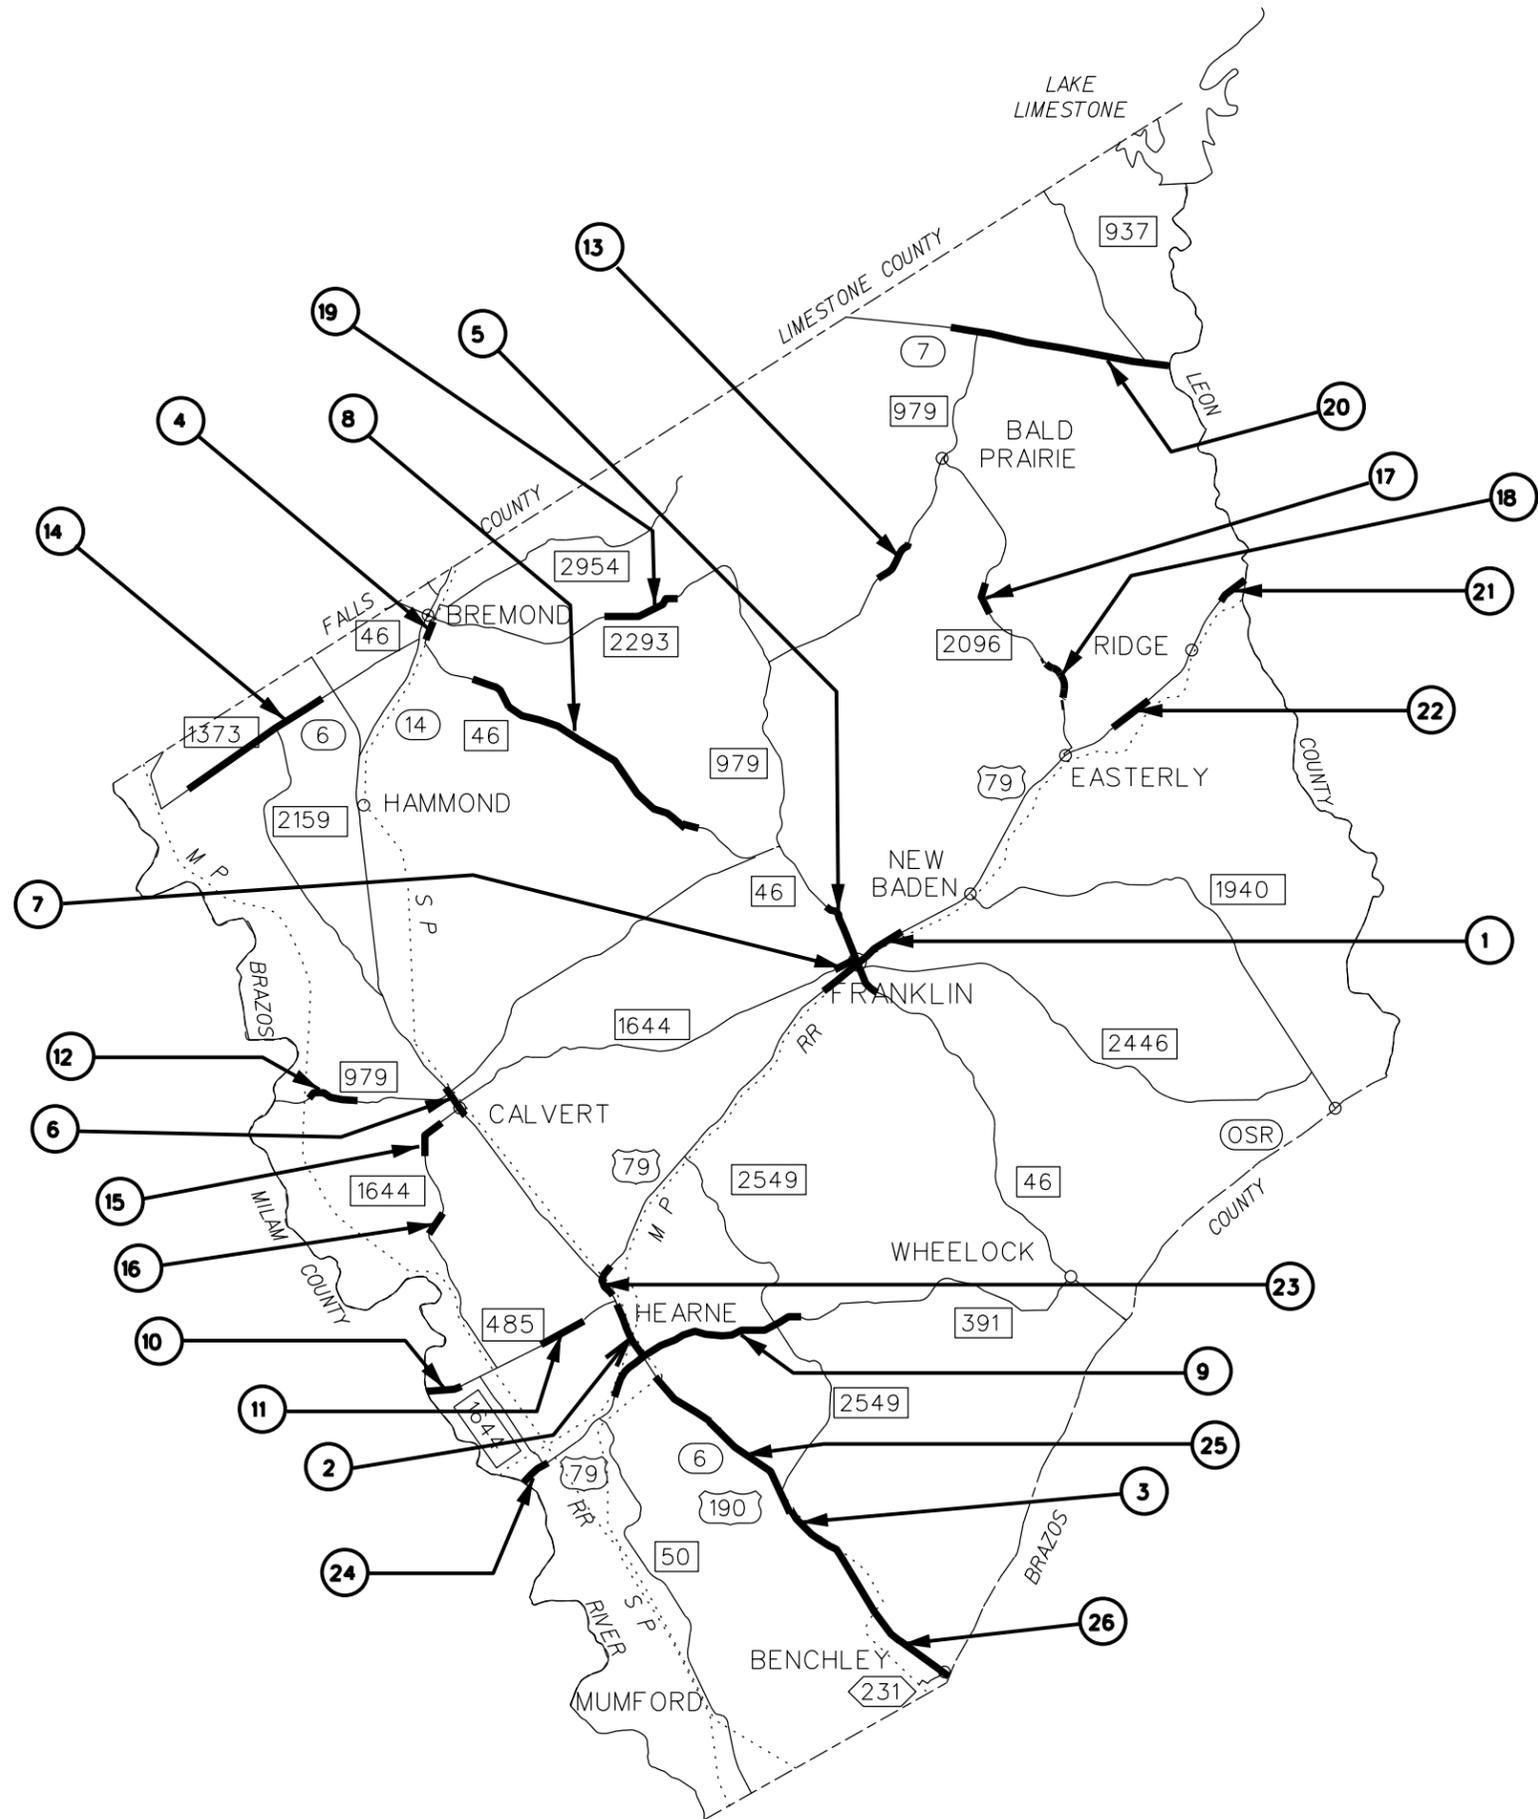 LAKE
LIMESTONE
937
13
LIMESTONE COUNTY
19
5
7
LEON
8
979
20
4
BALD
PRAIRIE
17
18
14
COUNTY
2954
FALLS
46
BREMOND
21
2293
2096
RIDGE
1373
6
14
46
22
979
COUNTY
79
EASTERLY
HAMMOND
2159
M P
NEW
BADEN
46
1940
7
S P
1
BRAZOS
FRANKLIN
1644
RR
2446
12
979
CALVERT
6
OSR
79
2549
15
1644
46
MILAM
M P
COUNTY
WHEELOCK
16
COUNTY
23
HEARNE
485
391
10
9
11
1644
2549
25
2
6
79
190
3
RR
BRAZOS
50
24
S P
RIVER
26
BENCHLEY
231
MUMFORD